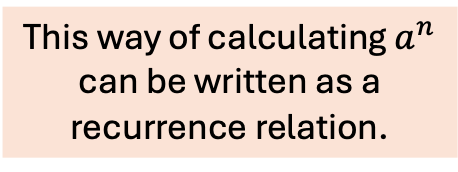 This way of calculating aⁿ
can be written as a
recurrence relation.